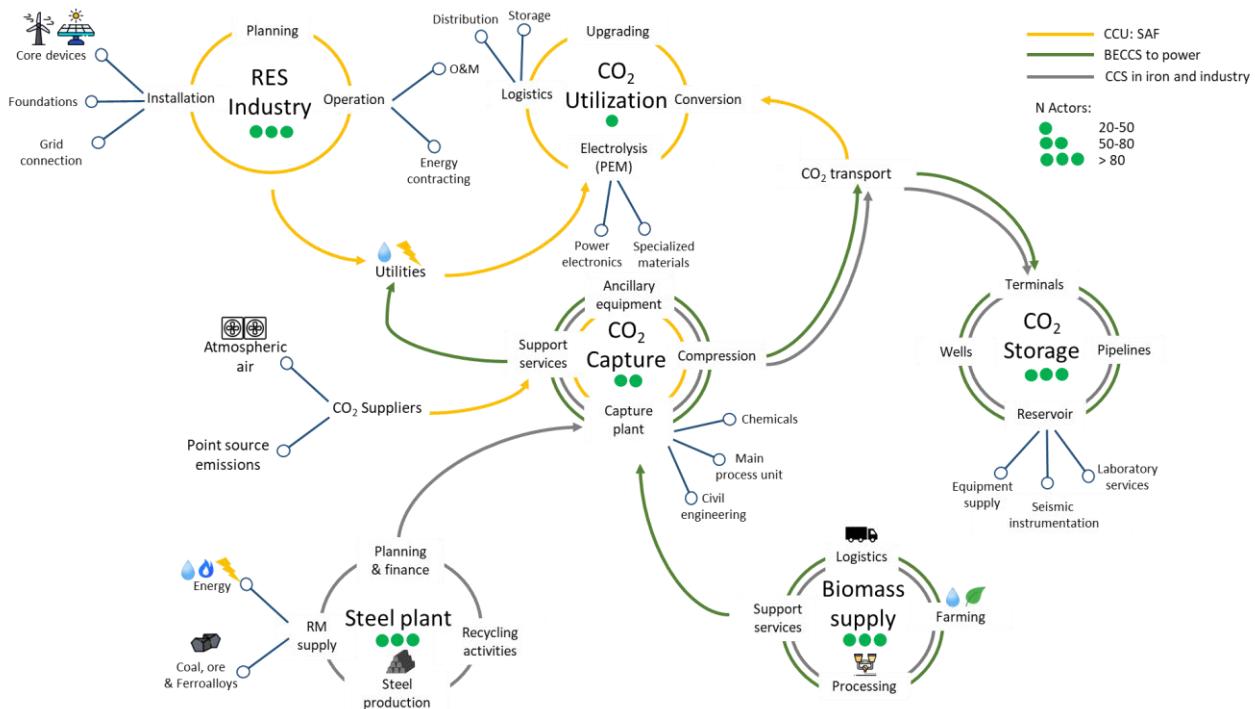 Planning
Core devices
RES
Industry
Foundations
Installation
Operation
O&M
Grid
connection
Energy
contracting
Distribution
Storage
Upgrading
CO2
Utilization
Logistics
Conversion
Electrolysis
(PEM)
Power
electronics
Specialized
materials
CCU: SAF
BECCS to power
CCS in iron and industry
N Actors:
20-50
50-80
> 80
CO2 transport
Utilities
Ancillary
equipment
CO2
Capture
Support
services
Compression
Capture
plant
Chemicals
Main
process unit
Civil
engineering
Atmospheric
air
CO2 Suppliers
Point source
emissions
Terminals
CO2
Storage
Wells
Pipelines
Reservoir
Equipment
supply
Seismic
instrumentation
Laboratory
services
Planning
& finance
Energy
Steel plant
RM
supply
Recycling
activities
Coal, ore
& Ferroalloys
Steel
production
Logistics
Biomass
supply
Support
services
Farming
Processing